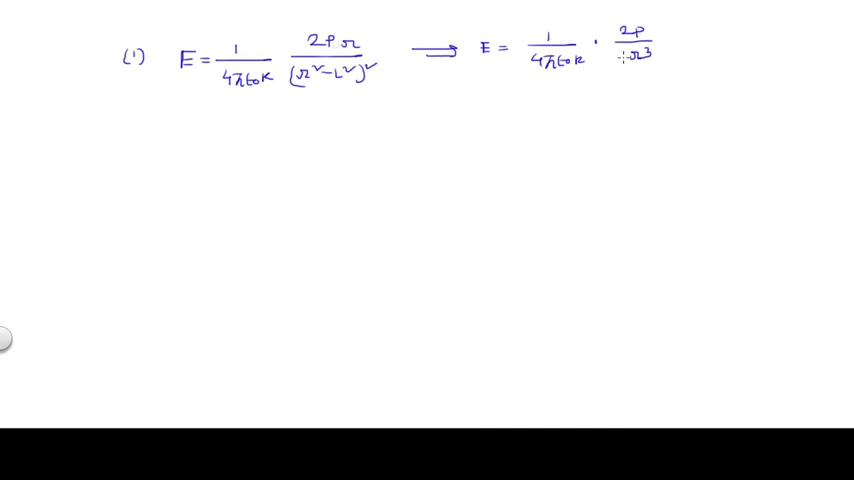 (1) E = 1/4πε0K 2Pr/(r²-L²)² ⟶ E = 1/4πε0K · 2P/r³